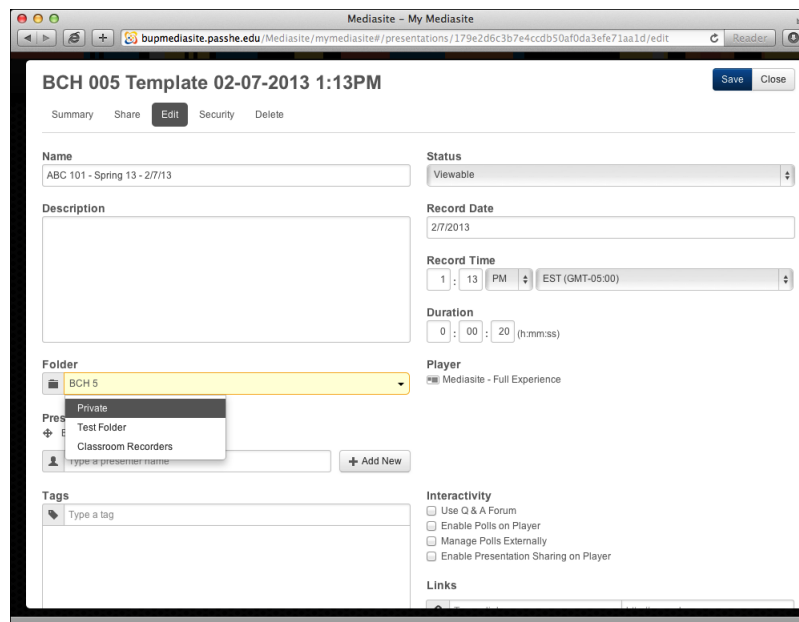 Mediasite – My Mediasite
bupmediasite.passhe.edu/Mediasite/mymediasite#/presentations/179e2d6c3b7e4ccdb50af0da3efe71aa1d/edit
Reader
BCH 005 Template 02-07-2013 1:13PM
Save Close
Summary Share Edit Security Delete
Name
ABC 101 - Spring 13 - 2/7/13
Status
Viewable
Description
Record Date
2/7/2013
Record Time
1 : 13 PM EST (GMT-05:00)
Duration
0 : 00 : 20 (h:mm:ss)
Folder
BCH 5
Private
Test Folder
Classroom Recorders
Player
Mediasite - Full Experience
Pres
Type a presenter name
Add New
Tags
Type a tag
Interactivity
Use Q & A Forum
Enable Polls on Player
Manage Polls Externally
Enable Presentation Sharing on Player
Links